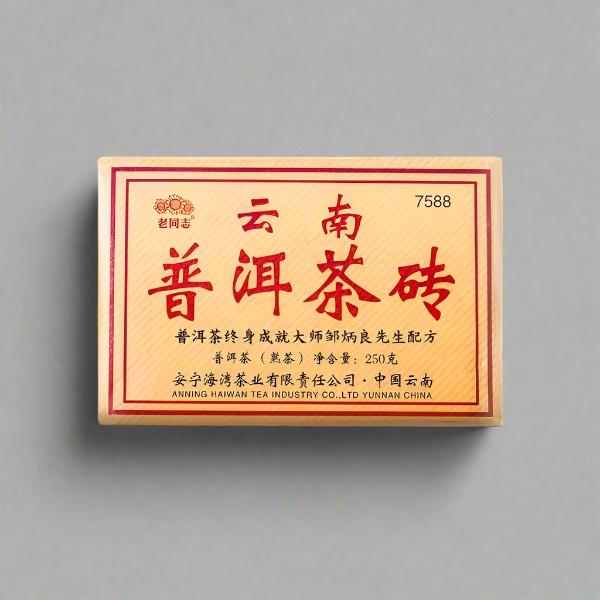 老同志
7588
云南
普洱茶砖
普洱茶终身成就大师邹炳良先生配方
普洱茶（熟茶）净含量：250克
安宁海湾茶业有限责任公司·中国云南
ANNING HAIWAN TEA INDUSTRY CO.,LTD YUNNAN CHINA